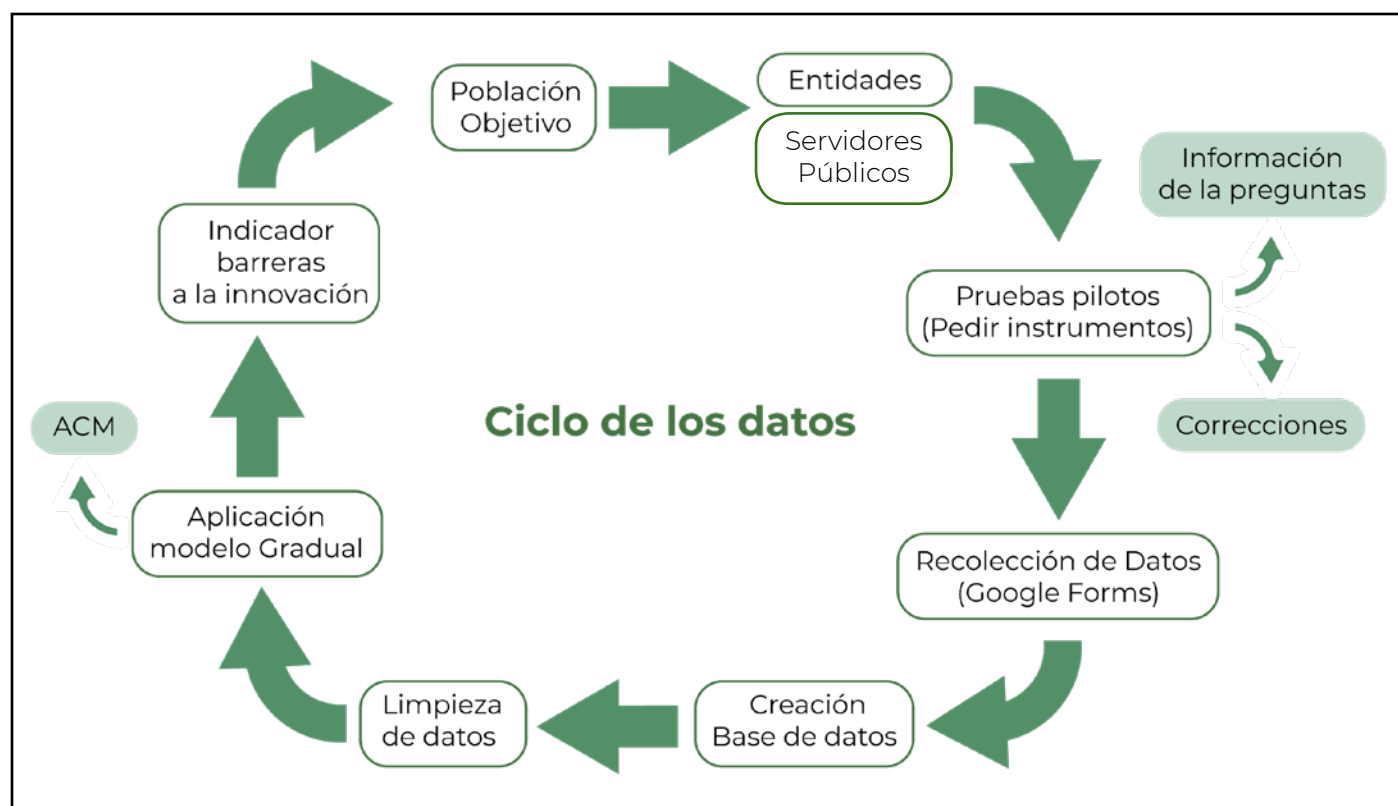 Población
Objetivo
Entidades
Servidores
Públicos
Información
de la preguntas
Pruebas pilotos
(Pedir instrumentos)
Correcciones
Recolección de Datos
(Google Forms)
Creación
Base de datos
Limpieza
de datos
Aplicación
modelo Gradual
ACM
Indicador
barreras
a la innovación
Ciclo de los datos